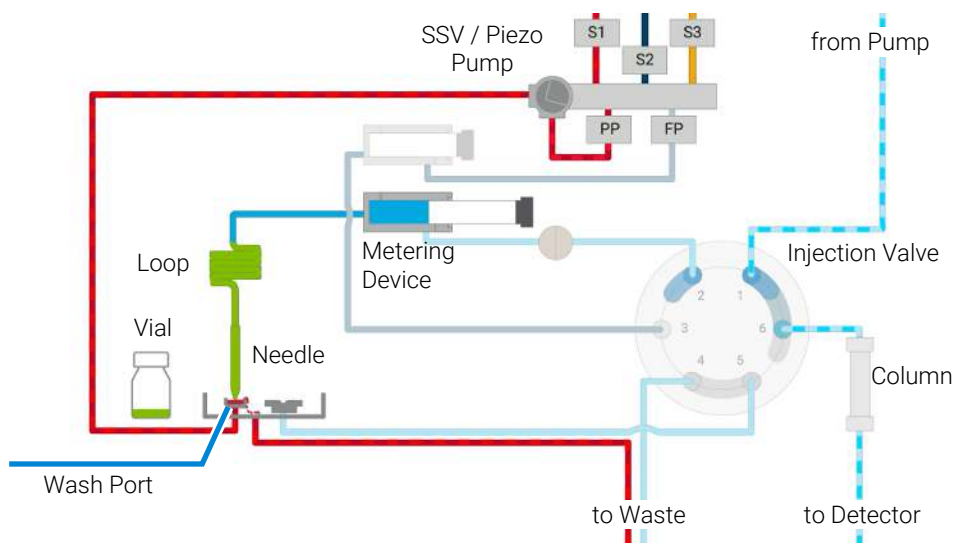 SSV / Piezo
Pump
S1
S2
S3
from Pump
PP
FP
Metering
Device
Injection Valve
Loop
2
1
3
6
4
5
Vial
Needle
Column
Wash Port
to Waste
to Detector